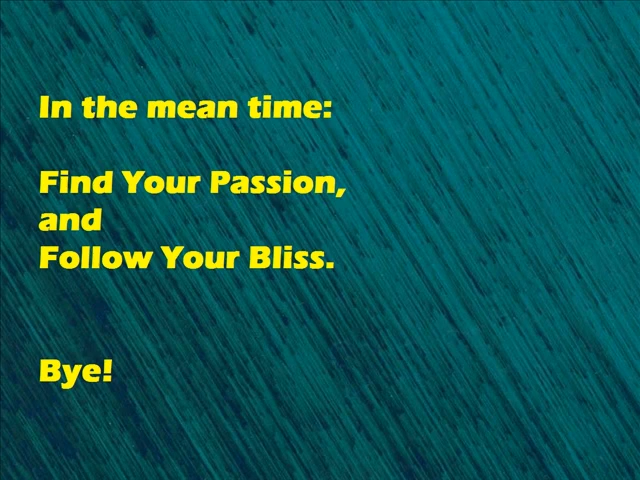 In the mean time:
Find Your Passion,
and
Follow Your Bliss.
Bye!